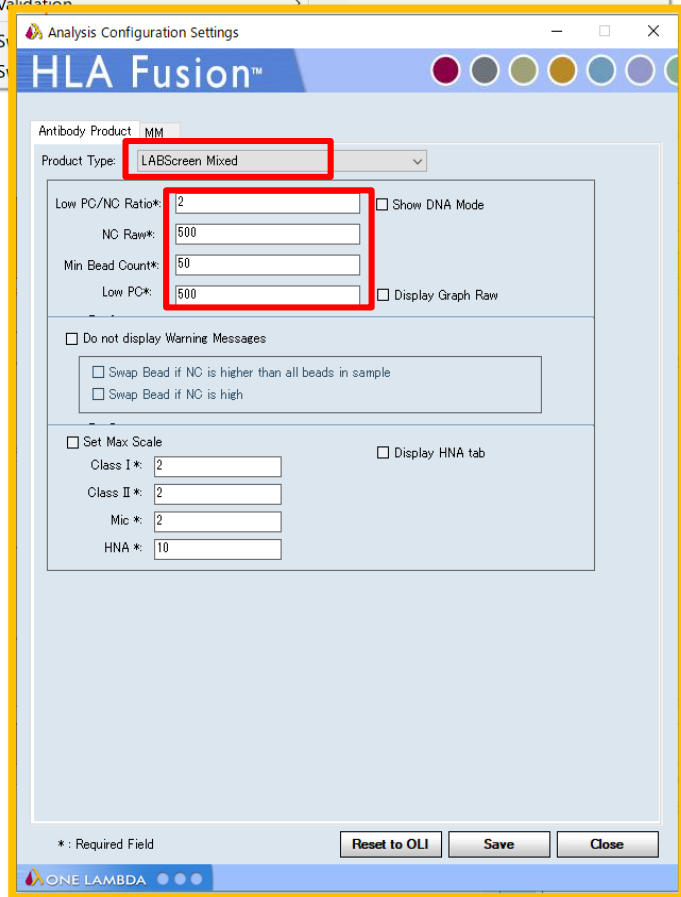 Validation
Analysis Configuration Settings
HLA Fusion™
Antibody Product MM
Product Type: LABScreen Mixed
Low PC/NC Ratio*: 2 Show DNA Mode
NC Raw*: 500
Min Bead Count*: 50
Low PC*: 500 Display Graph Raw
Do not display Warning Messages
Swap Bead if NC is higher than all beads in sample
Swap Bead if NC is high
Set Max Scale
Display HNA tab
Class I *: 2
Class Ⅱ *: 2
Mic *: 2
HNA *: 10
* : Required Field Reset to OLI Save Close
ONE LAMBDA